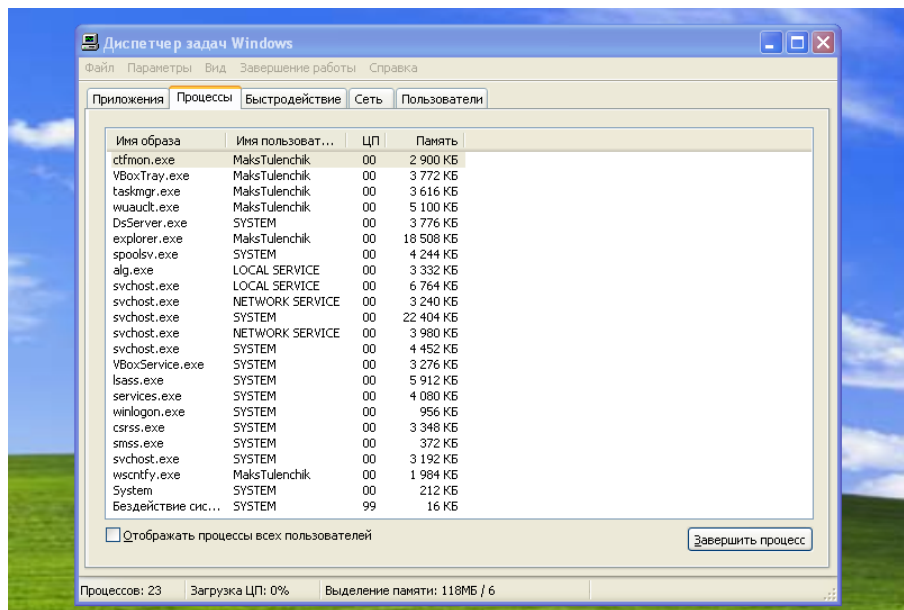 Диспетчер задач Windows
Файл Параметры Вид Завершение работы Справка
Приложения Процессы Быстродействие Сеть Пользователи
Имя образа Имя пользоват... ЦП Память
ctfmon.exe MaksTulenchik 00 2 900 КБ
VBoxTray.exe MaksTulenchik 00 3 772 КБ
taskmgr.exe MaksTulenchik 00 3 616 КБ
wuauclt.exe MaksTulenchik 00 5 100 КБ
DsServer.exe SYSTEM 00 3 776 КБ
explorer.exe MaksTulenchik 00 18 508 КБ
spoolsv.exe SYSTEM 00 4 244 КБ
alg.exe LOCAL SERVICE 00 3 332 КБ
svchost.exe LOCAL SERVICE 00 6 764 КБ
svchost.exe NETWORK SERVICE 00 3 240 КБ
svchost.exe SYSTEM 00 22 404 КБ
svchost.exe NETWORK SERVICE 00 3 980 КБ
svchost.exe SYSTEM 00 4 452 КБ
VBoxService.exe SYSTEM 00 3 276 КБ
lsass.exe SYSTEM 00 5 912 КБ
services.exe SYSTEM 00 4 080 КБ
winlogon.exe SYSTEM 00 956 КБ
csrss.exe SYSTEM 00 3 348 КБ
smss.exe SYSTEM 00 372 КБ
svchost.exe SYSTEM 00 3 192 КБ
wscntfy.exe MaksTulenchik 00 1 984 КБ
System SYSTEM 00 212 КБ
Бездействие сис... SYSTEM 99 16 КБ
Отображать процессы всех пользователей
Завершить процесс
Процессов: 23 Загрузка ЦП: 0% Выделение памяти: 118МБ / 6